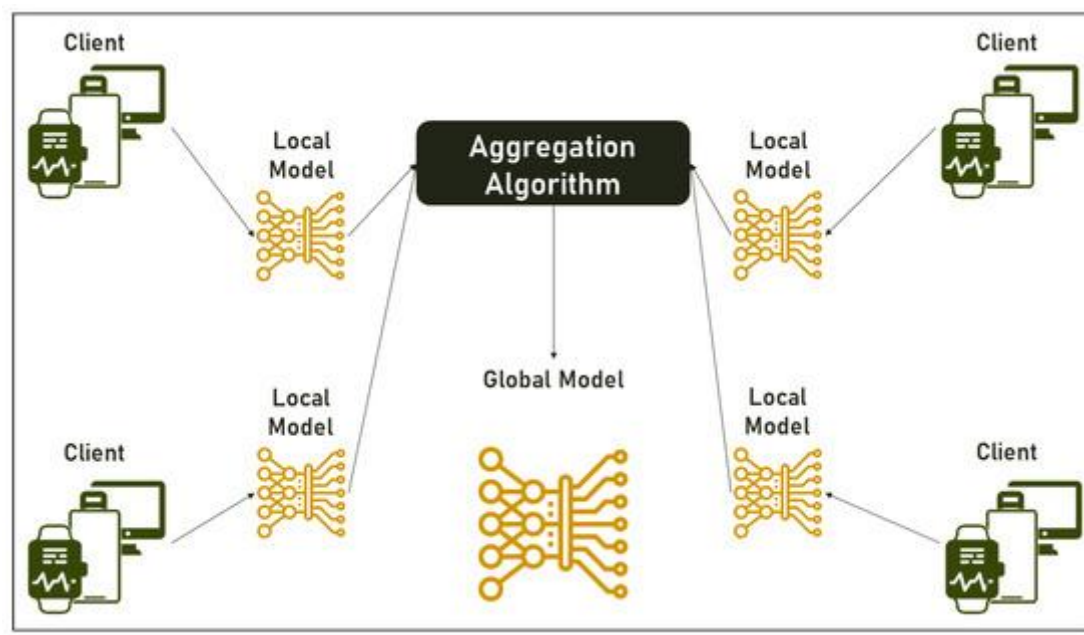 Client
Client
Local
Model
Aggregation
Algorithm
Local
Model
Global Model
Local
Model
Local
Model
Client
Client